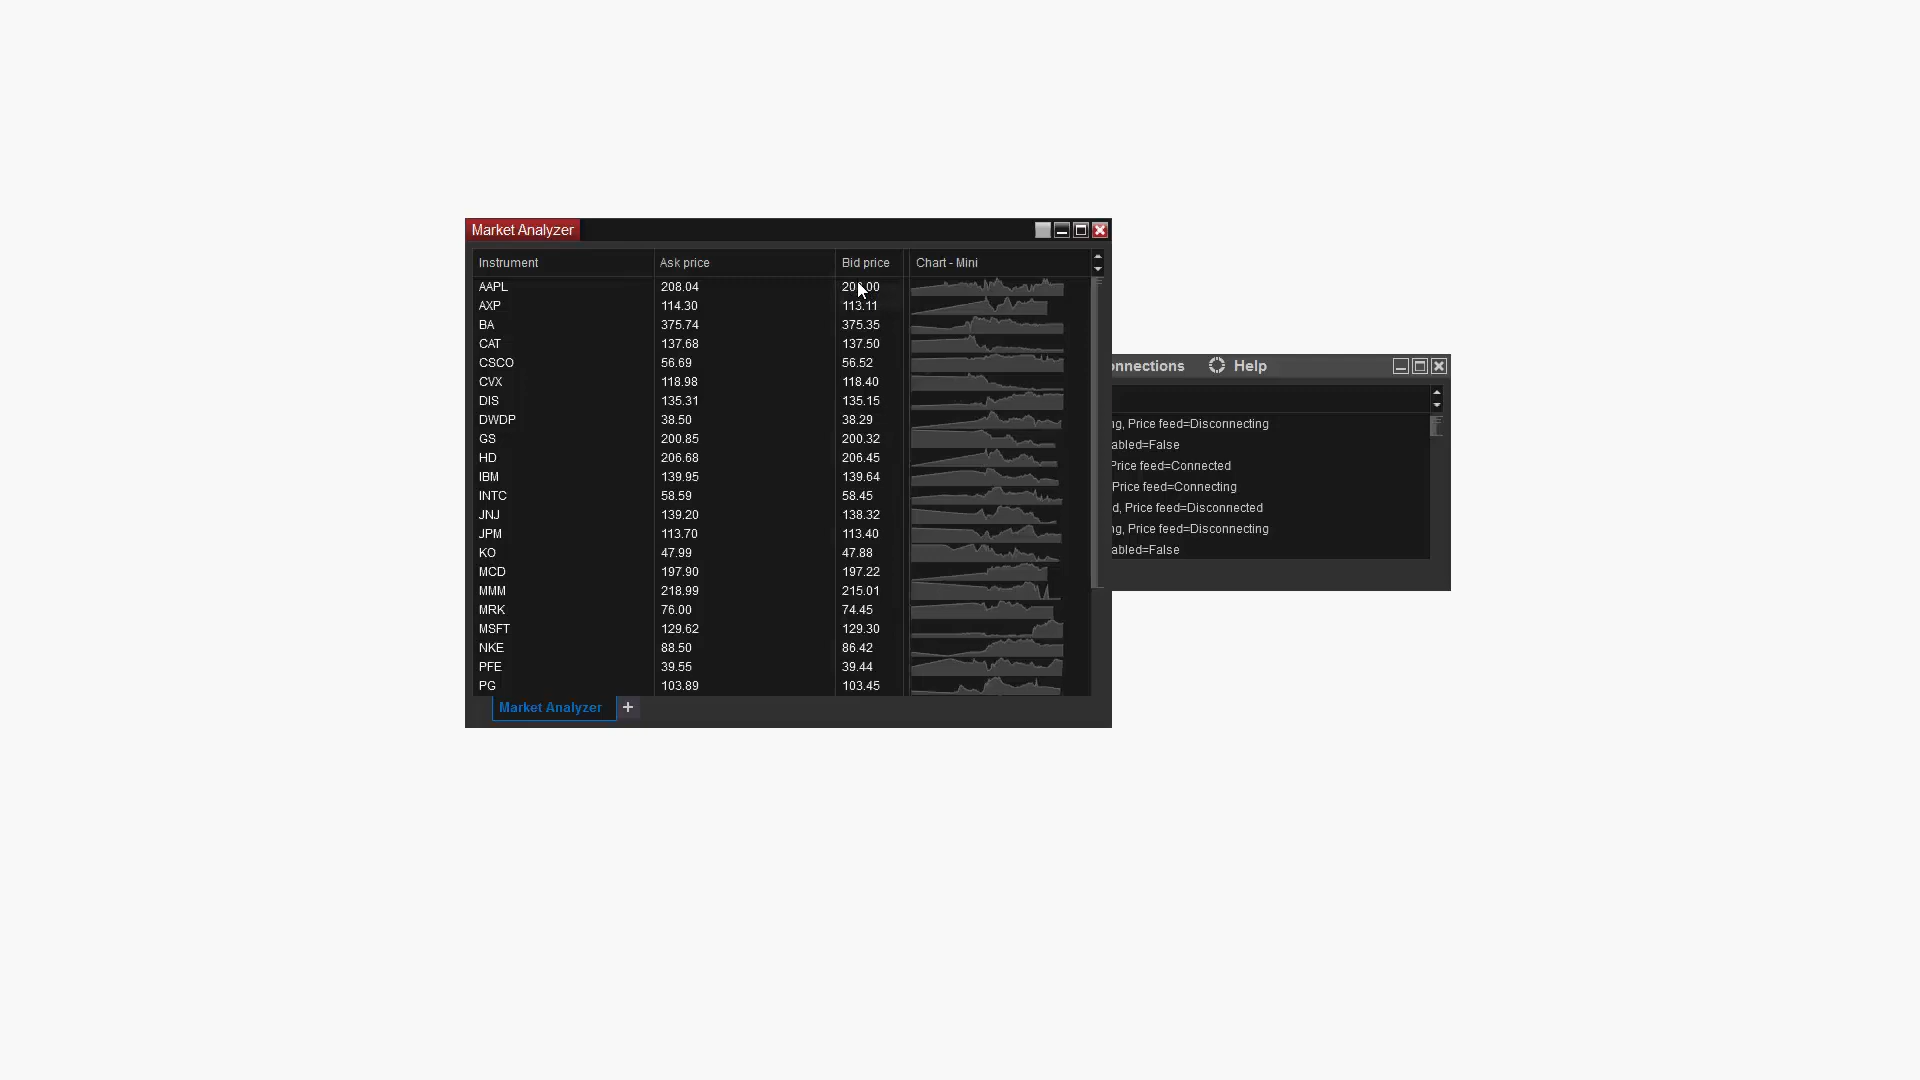 Market Analyzer
Instrument Ask price Bid price Chart - Mini
AAPL 208.04
AXP 114.30 113.11
BA 375.74 375.35
CAT 137.68 137.50
CSCO 56.69 56.52
CVX 118.98 118.40
DIS 135.31 135.15
DWDP 38.50 38.29
GS 200.85 200.32
HD 206.68 206.45
IBM 139.95 139.64
INTC 58.59 58.45
JNJ 139.20 138.32
JPM 113.70 113.40
KO 47.99 47.88
MCD 197.90 197.22
MMM 218.99 215.01
MRK 76.00 74.45
MSFT 129.62 129.30
NKE 88.50 86.42
PFE 39.55 39.44
PG 103.89 103.45
Market Analyzer +
onnections Help
ng, Price feed=Disconnecting
abled=False
Price feed=Connected
Price feed=Connecting
d, Price feed=Disconnected
ng, Price feed=Disconnecting
abled=False